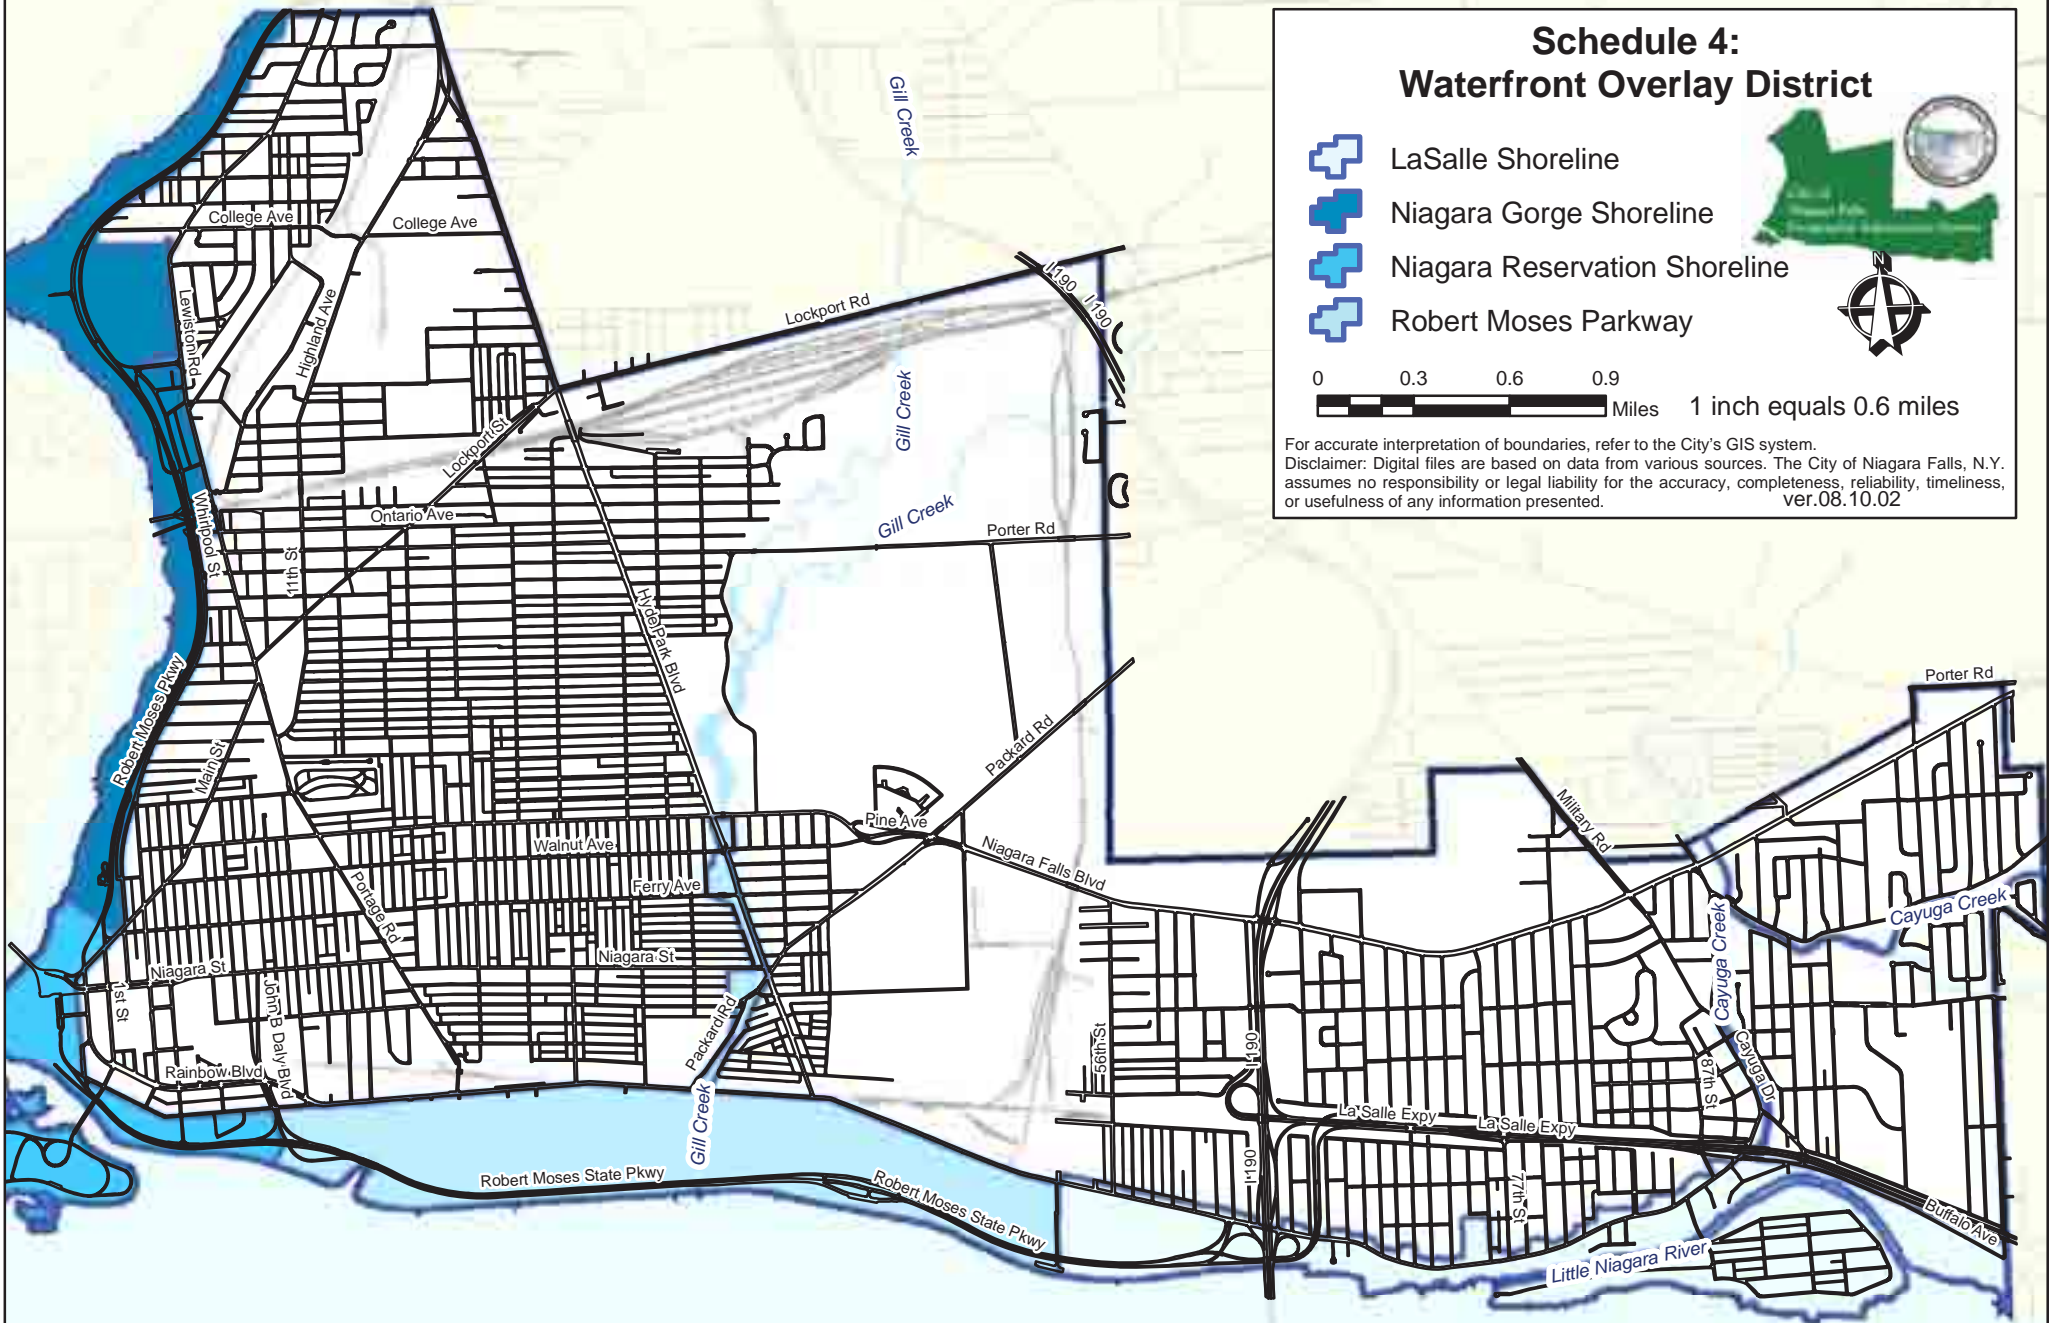 Schedule 4:
Waterfront Overlay District
LaSalle Shoreline
Niagara Gorge Shoreline
Niagara Reservation Shoreline
Robert Moses Parkway
N
0 0.3 0.6 0.9
Miles
1 inch equals 0.6 miles
For accurate interpretation of boundaries, refer to the City's GIS system.
Disclaimer: Digital files are based on data from various sources. The City of Niagara Falls, N.Y.
assumes no responsibility or legal liability for the accuracy, completeness, reliability, timeliness,
or usefulness of any information presented.
ver.08.10.02
Gill Creek
College Ave
College Ave
Lewiston Rd
Highland Ave
Lockport Rd
I 190
I 190
Gill Creek
Lockport St
Ontario Ave
Whirlpool St
11th St
Gill Creek
Porter Rd
Hyde Park Blvd
Robert Moses Pkwy
Main St
Packard Rd
Porter Rd
Pine Ave
Walnut Ave
Niagara Falls Blvd
Military Rd
Ferry Ave
Portage Rd
Cayuga Creek
Cayuga Creek
Niagara St
Niagara St
1st St
John B Daly Blvd
Packard Rd
56th St
I 190
87th St
Cayuga Dr
Rainbow Blvd
Gill Creek
La Salle Expy
La Salle Expy
I 190
77th St
Robert Moses State Pkwy
Robert Moses State Pkwy
Buffalo Ave
Little Niagara River